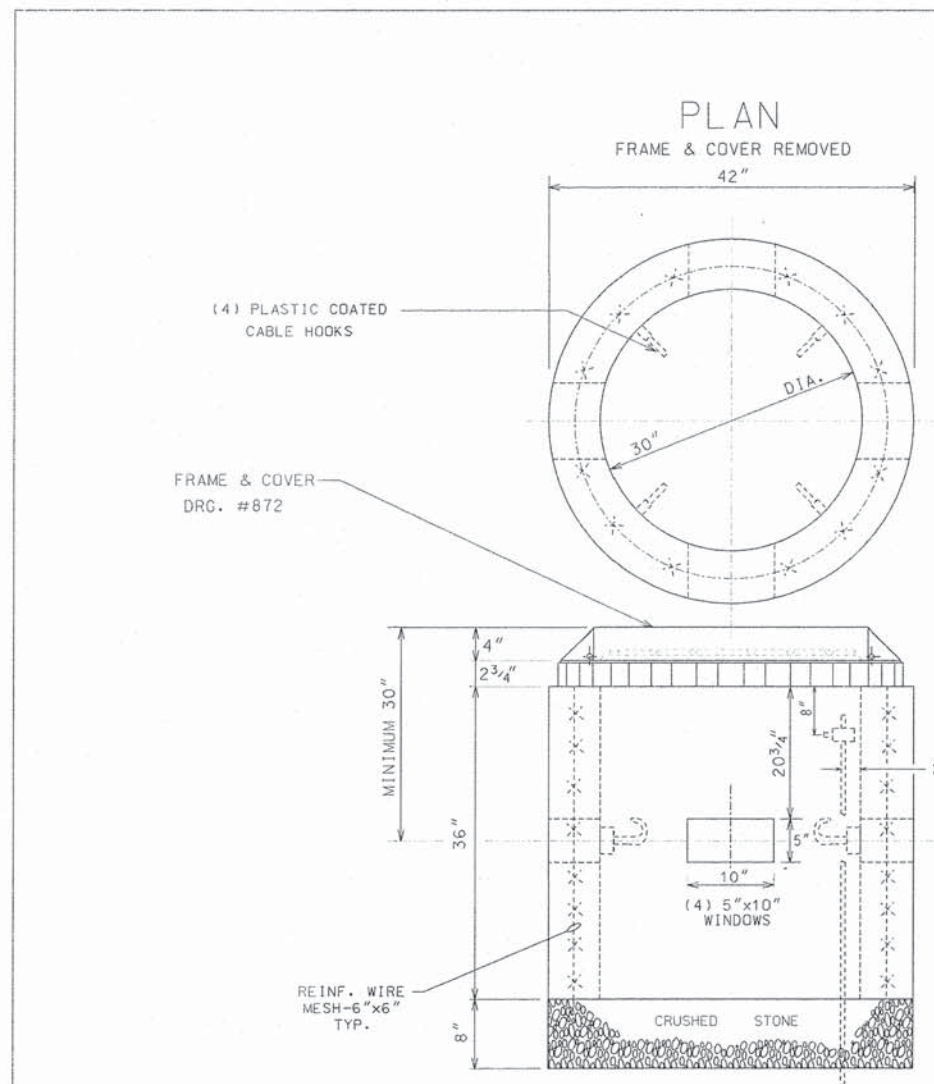 PLAN
FRAME & COVER REMOVED
42"
(4) PLASTIC COATED
CABLE HOOKS
DIA.
30"
FRAME & COVER
DRG. #872
4"
2 3/4"
MINIMUM 30"
8"
20 3/4"
36"
5"
10"
(4) 5"x10"
WINDOWS
REINF. WIRE
MESH-6"x6"
TYP.
CRUSHED STONE
8"